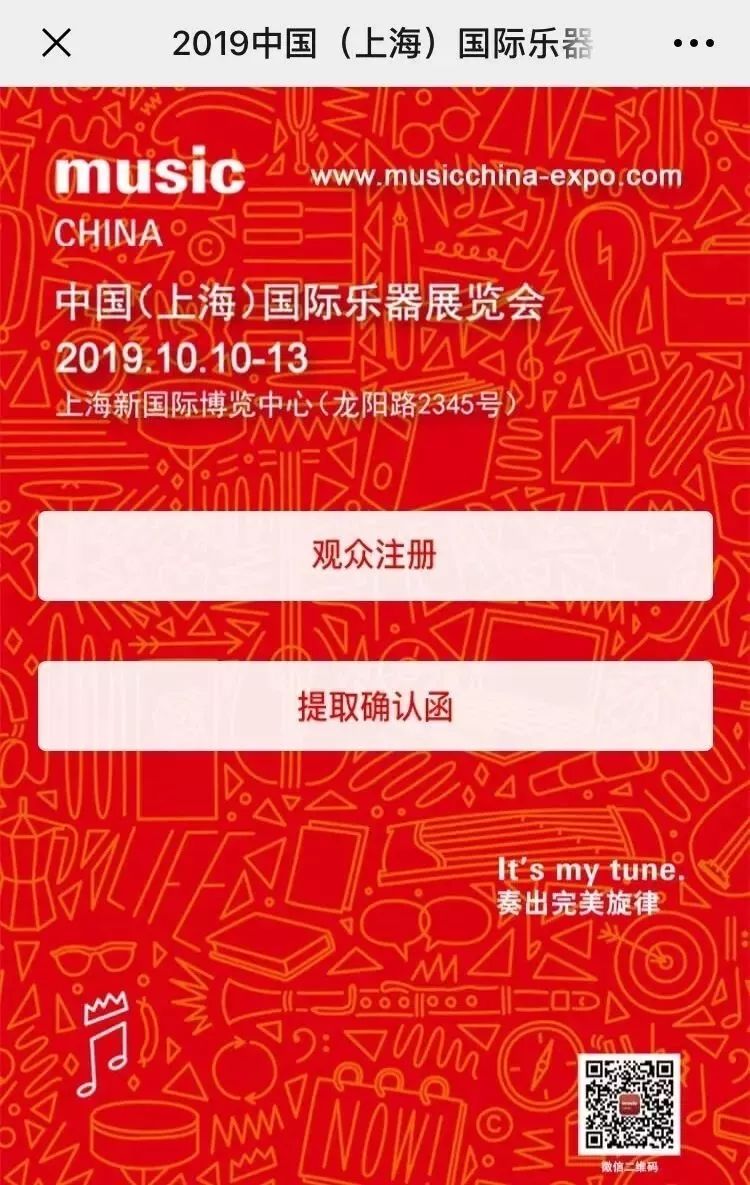 2019中国（上海）国际乐器
music
www.musicchina-expo.com
CHINA
中国（上海）国际乐器展览会
2019.10.10-13
上海新国际博览中心（龙阳路2345号）
观众注册
提取确认函
It's my tune.
奏出完美旋律
NOW!
微信二维码